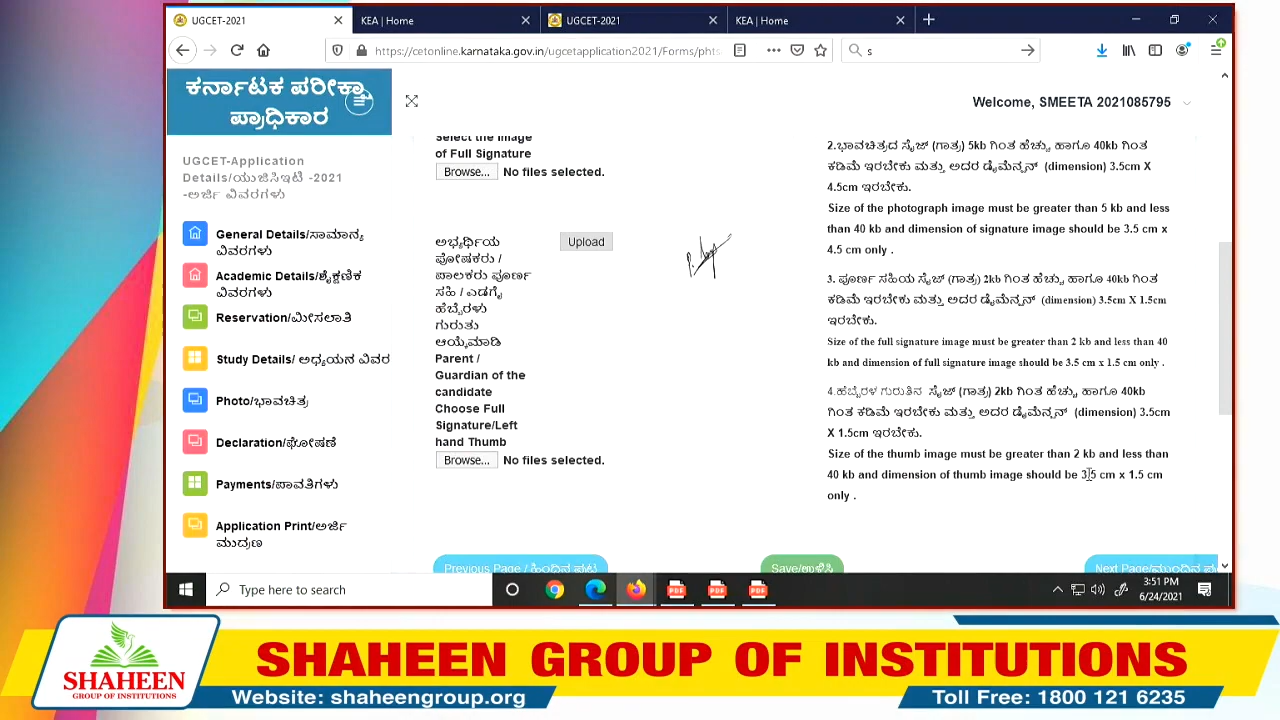 UGCET-2021
KEA | Home
UGCET-2021
KEA | Home
https://cetonline.karnataka.gov.in/ugcetapplication2021/Forms/phts
s
ಕರ್ನಾಟಕ ಪರೀಕ್ಷಾ
ಪ್ರಾಧಿಕಾರ
Welcome, SMEETA 2021085795
UGCET-Application
Details/ಯುಜಿಸಿಇಟಿ -2021
-ಅರ್ಜಿ ವಿವರಗಳು
General Details/ಸಾಮಾನ್ಯ
ವಿವರಗಳು
Academic Details/ಶೈಕ್ಷಣಿಕ
ವಿವರಗಳು
Reservation/ಮೀಸಲಾತಿ
Study Details/ ಅಧ್ಯಯನ ವಿವರ
Photo/ಭಾವಚಿತ್ರ
Declaration/ಘೋಷಣೆ
Payments/ಪಾವತಿಗಳು
Application Print/ಅರ್ಜಿ
ಮುದ್ರಣ
Select the image
of Full Signature
Browse... No files selected.
ಅಭ್ಯರ್ಥಿಯ
ಪೋಷಕರು /
ಪಾಲಕರು ಪೂರ್ಣ
ಸಹಿ / ಎಡಗೈ
ಹೆಬ್ಬೆರಳು
ಗುರುತು
ಆಯ್ಕೆಮಾಡಿ
Parent /
Guardian of the
candidate
Choose Full
Signature/Left
hand Thumb
Browse... No files selected.
Upload
2.ಭಾವಚಿತ್ರದ ಸೈಜ್ (ಗಾತ್ರ) 5kb ಗಿಂತ ಹೆಚ್ಚು ಹಾಗೂ 40kb ಗಿಂತ
ಕಡಿಮೆ ಇರಬೇಕು ಮತ್ತು ಅದರ ಡೈಮೆನ್ಸನ್ (dimension) 3.5cm X
4.5cm ಇರಬೇಕು.
Size of the photograph image must be greater than 5 kb and less
than 40 kb and dimension of signature image should be 3.5 cm x
4.5 cm only .
3. ಪೂರ್ಣ ಸಹಿಯ ಸೈಜ್ (ಗಾತ್ರ) 2kb ಗಿಂತ ಹೆಚ್ಚು ಹಾಗೂ 40kb ಗಿಂತ
ಕಡಿಮೆ ಇರಬೇಕು ಮತ್ತು ಅದರ ಡೈಮೆನ್ಸನ್ (dimension) 3.5cm X 1.5cm
ಇರಬೇಕು.
Size of the full signature image must be greater than 2 kb and less than 40
kb and dimension of full signature image should be 3.5 cm x 1.5 cm only .
4.ಹೆಬ್ಬೆರಳ ಗುರುತಿನ ಸೈಜ್ (ಗಾತ್ರ) 2kb ಗಿಂತ ಹೆಚ್ಚು ಹಾಗೂ 40kb
ಗಿಂತ ಕಡಿಮೆ ಇರಬೇಕು ಮತ್ತು ಅದರ ಡೈಮೆನ್ಸನ್ (dimension) 3.5cm
X 1.5cm ಇರಬೇಕು.
Size of the thumb image must be greater than 2 kb and less than
40 kb and dimension of thumb image should be 3.5 cm x 1.5 cm
only .
Previous Page / ಹಿಂದಿನ ಪುಟ
Save/ಉಳಿಸಿ
Next Page/ಮುಂದಿನ ಪು
Type here to search
3:51 PM
6/24/2021
SHAHEEN
GROUP OF INSTITUTIONS
SHAHEEN GROUP OF INSTITUTIONS
Website: shaheengroup.org
Toll Free: 1800 121 6235